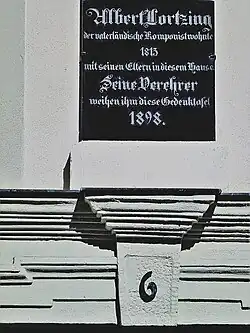 Albert Lortzing
der vaterländische Komponist wohnte
1813
mit seinen Eltern in diesem Hause
Seine Verehrer
weihen ihm diese Gedenktafel
1898.
6